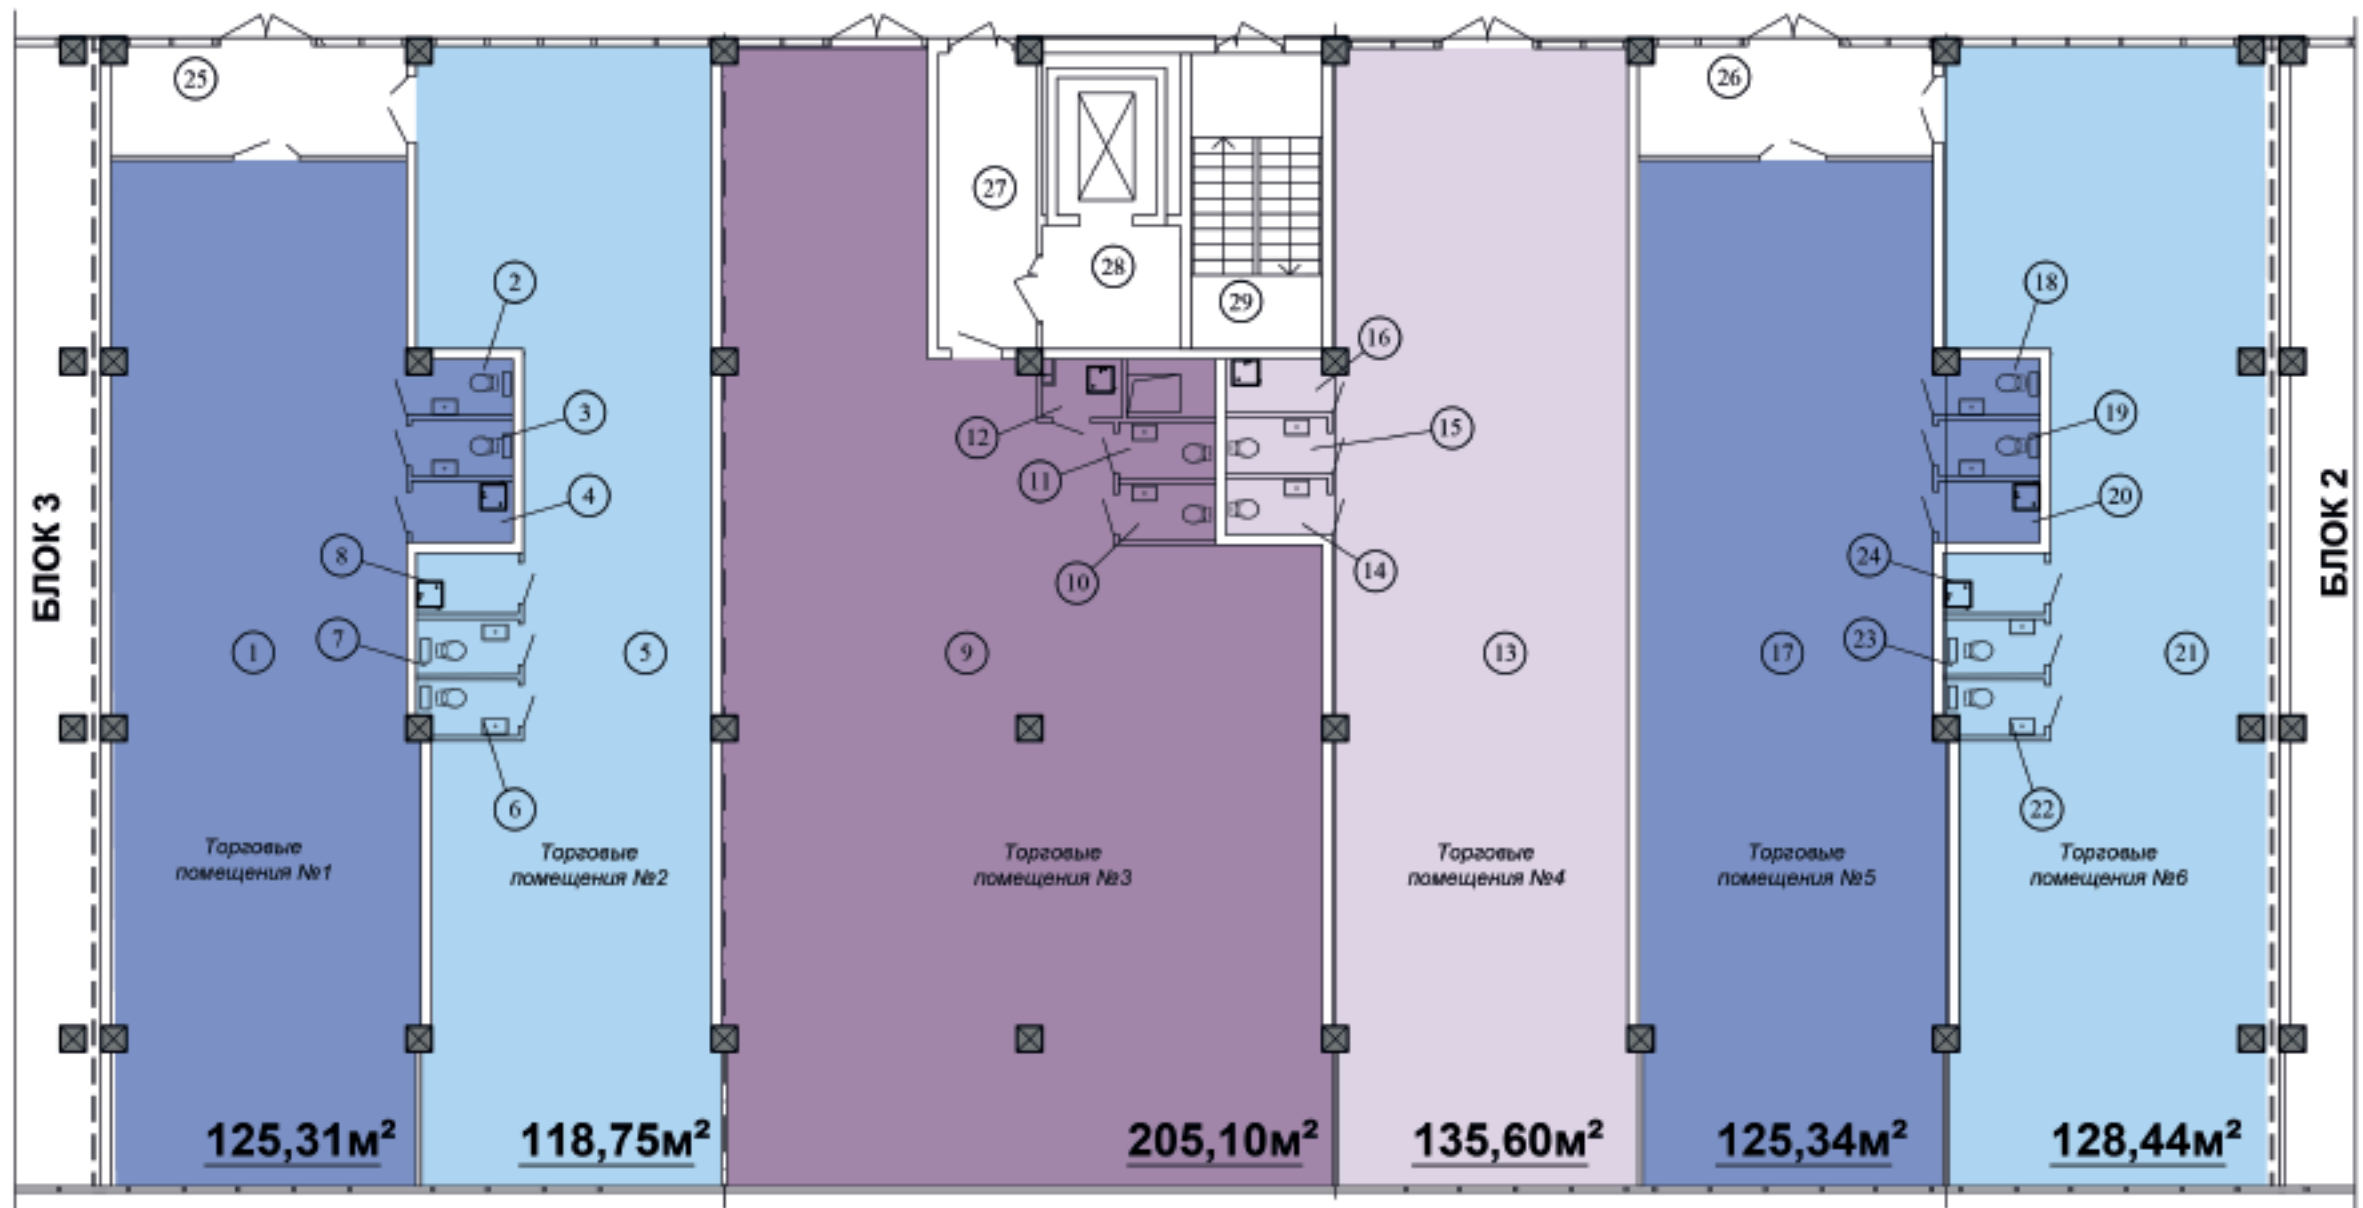 25
26
27
28
29
2
18
16
3
19
15
12
11
4
20
8
24
10
14
7
1
5
9
13
17
23
21
6
22
БЛОК 3
БЛОК 2
Торговые
помещения №1
Торговые
помещения №2
Торговые
помещения №3
Торговые
помещения №4
Торговые
помещения №5
Торговые
помещения №6
125,31м²
118,75м²
205,10м²
135,60м²
125,34м²
128,44м²